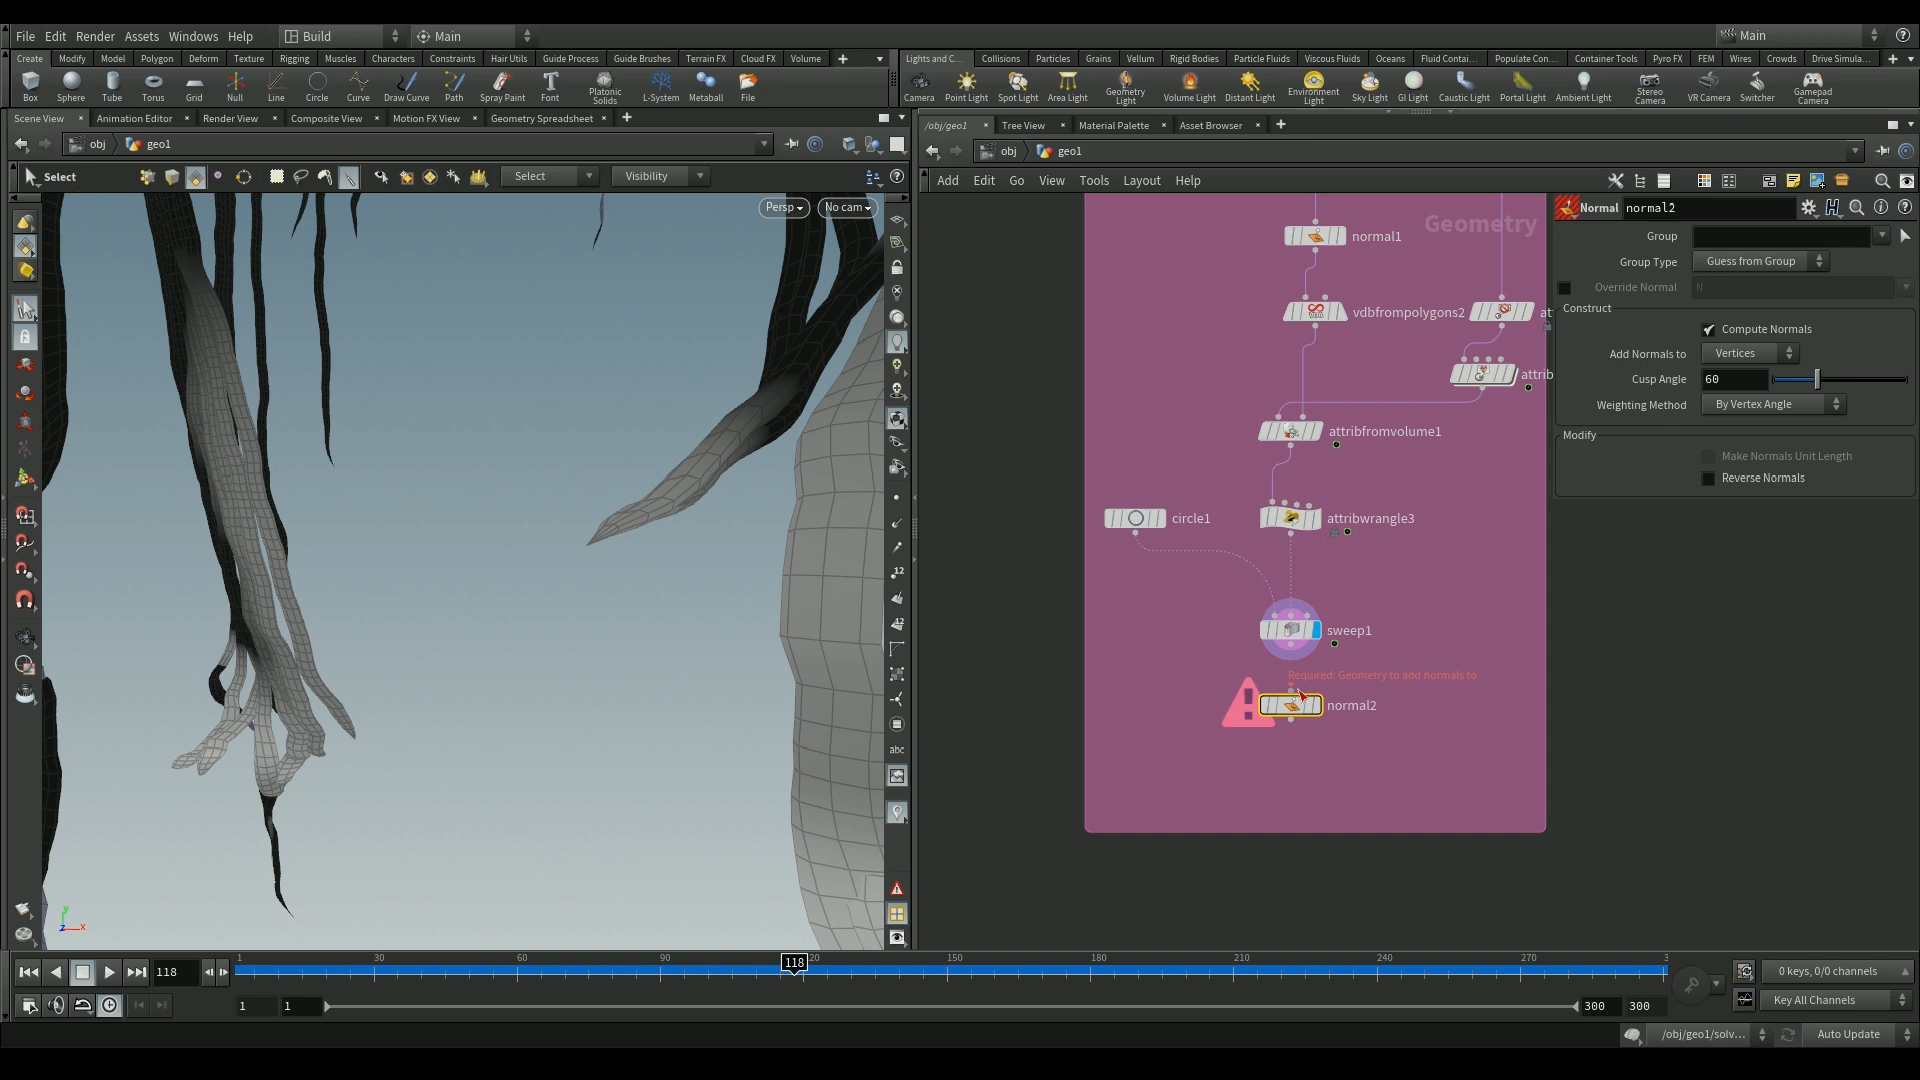 File Edit Render Assets Windows Help Build Main Main
Create Modify Model Polygon Deform Texture Rigging Muscles Characters Constraints Hair Utils Guide Process Guide Brushes Terrain FX Cloud FX Volume
Lights and C... Collisions Particles Grains Vellum Rigid Bodies Particle Fluids Viscous Fluids Oceans Fluid Contai... Populate Con... Container Tools Pyro FX FEM Wires Crowds Drive Simula...
Box Sphere Tube Torus Grid Null Line Circle Curve Draw Curve Path Spray Paint Font Platonic Solids L-System Metaball File
Camera Point Light Spot Light Area Light Geometry Light Volume Light Distant Light Environment Light Sky Light GI Light Caustic Light Portal Light Ambient Light Stereo Camera VR Camera Switcher Gamepad Camera
Scene View Animation Editor Render View Composite View Motion FX View Geometry Spreadsheet
/obj/geo1 Tree View Material Palette Asset Browser
obj geo1
obj geo1
Select Select Visibility
Add Edit Go View Tools Layout Help
Persp No cam
Geometry
normal1
vdbfrompolygons2
at
attrib
attribfromvolume1
circle1
attribwrangle3
sweep1
Required: Geometry to add normals to
normal2
Normal normal2
Group
Group Type Guess from Group
Override Normal N
Construct
Compute Normals
Add Normals to Vertices
Cusp Angle 60
Weighting Method By Vertex Angle
Modify
Make Normals Unit Length
Reverse Normals
12
12
abc
y
z x
118
1 30 60 90 118 20 150 180 210 240 270 3
0 keys, 0/0 channels
1 1 300 300
Key All Channels
/obj/geo1/solv... Auto Update